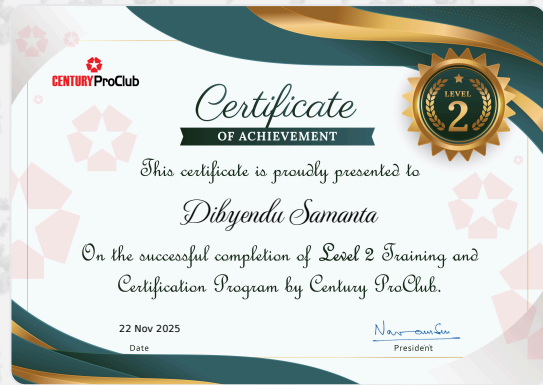 CENTURY ProClub
LEVEL
2
Certificate
OF ACHIEVEMENT
This certificate is proudly presented to
Dibyendu Samanta
On the successful completion of Level 2 Training and
Certification Program by Century ProClub.
22 Nov 2025
Date
President